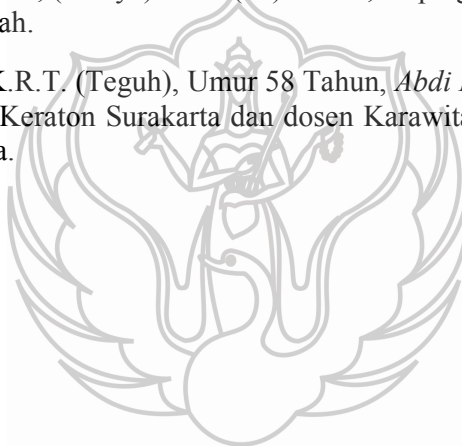 ah.
K.R.T. (Teguh), Umur 58 Tahun, Abdi
Keraton Surakarta dan dosen Karawita
a.